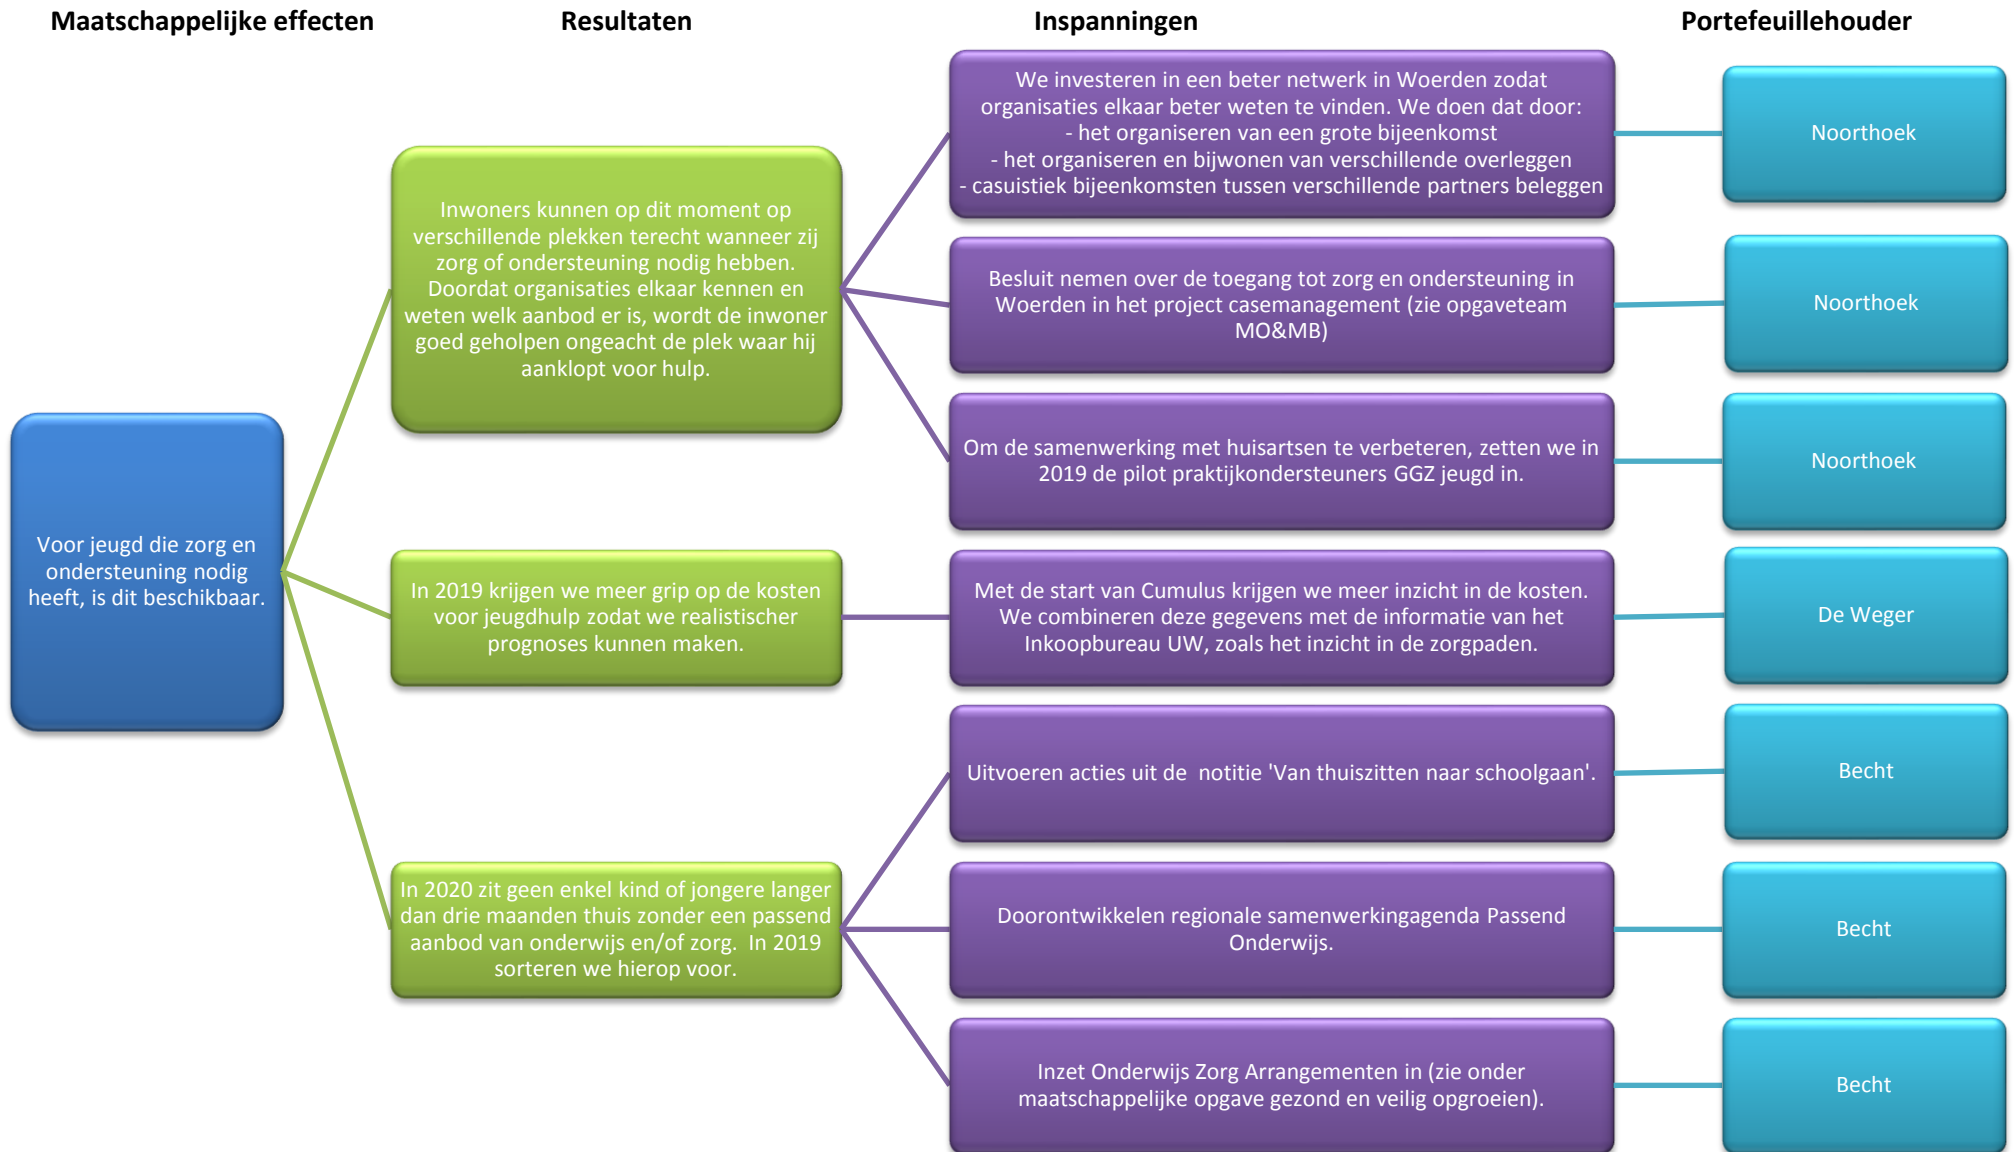 Maatschappelijke effecten
Resultaten
Inspanningen
Portefeuillehouder
Voor jeugd die zorg en
ondersteuning nodig
heeft, is dit beschikbaar.
Inwoners kunnen op dit moment op
verschillende plekken terecht wanneer zij
zorg of ondersteuning nodig hebben.
Doordat organisaties elkaar kennen en
weten welk aanbod er is, wordt de inwoner
goed geholpen ongeacht de plek waar hij
aanklopt voor hulp.
We investeren in een beter netwerk in Woerden zodat
organisaties elkaar beter weten te vinden. We doen dat door:
- het organiseren van een grote bijeenkomst
- het organiseren en bijwonen van verschillende overleggen
- casuistiek bijeenkomsten tussen verschillende partners beleggen
Noorthoek
Besluit nemen over de toegang tot zorg en ondersteuning in
Woerden in het project casemanagement (zie opgaveteam
MO&MB)
Noorthoek
Om de samenwerking met huisartsen te verbeteren, zetten we in
2019 de pilot praktijkondersteuners GGZ jeugd in.
Noorthoek
In 2019 krijgen we meer grip op de kosten
voor jeugdhulp zodat we realistischer
prognoses kunnen maken.
Met de start van Cumulus krijgen we meer inzicht in de kosten.
We combineren deze gegevens met de informatie van het
Inkoopbureau UW, zoals het inzicht in de zorgpaden.
De Weger
In 2020 zit geen enkel kind of jongere langer
dan drie maanden thuis zonder een passend
aanbod van onderwijs en/of zorg.  In 2019
sorteren we hierop voor.
Uitvoeren acties uit de  notitie 'Van thuiszitten naar schoolgaan'.
Becht
Doorontwikkelen regionale samenwerkingagenda Passend
Onderwijs.
Becht
Inzet Onderwijs Zorg Arrangementen in (zie onder
maatschappelijke opgave gezond en veilig opgroeien).
Becht